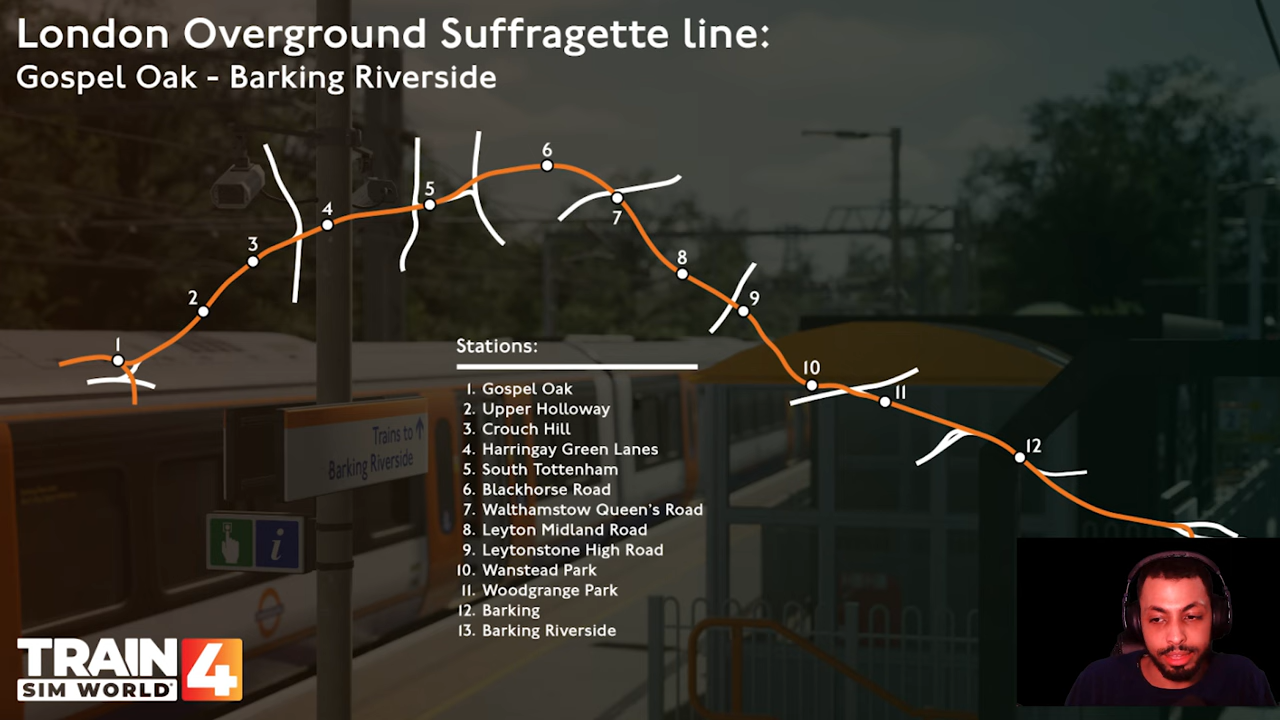 London Overground Suffragette line:
Gospel Oak - Barking Riverside
6
5
4
7
3
8
2
9
1
10
11
12
Stations:
1. Gospel Oak
2. Upper Holloway
3. Crouch Hill
4. Harringay Green Lanes
5. South Tottenham
6. Blackhorse Road
7. Walthamstow Queen's Road
8. Leyton Midland Road
9. Leytonstone High Road
10. Wanstead Park
11. Woodgrange Park
12. Barking
13. Barking Riverside
Trains to
Barking Riverside
i
TRAIN
SIM WORLD
4